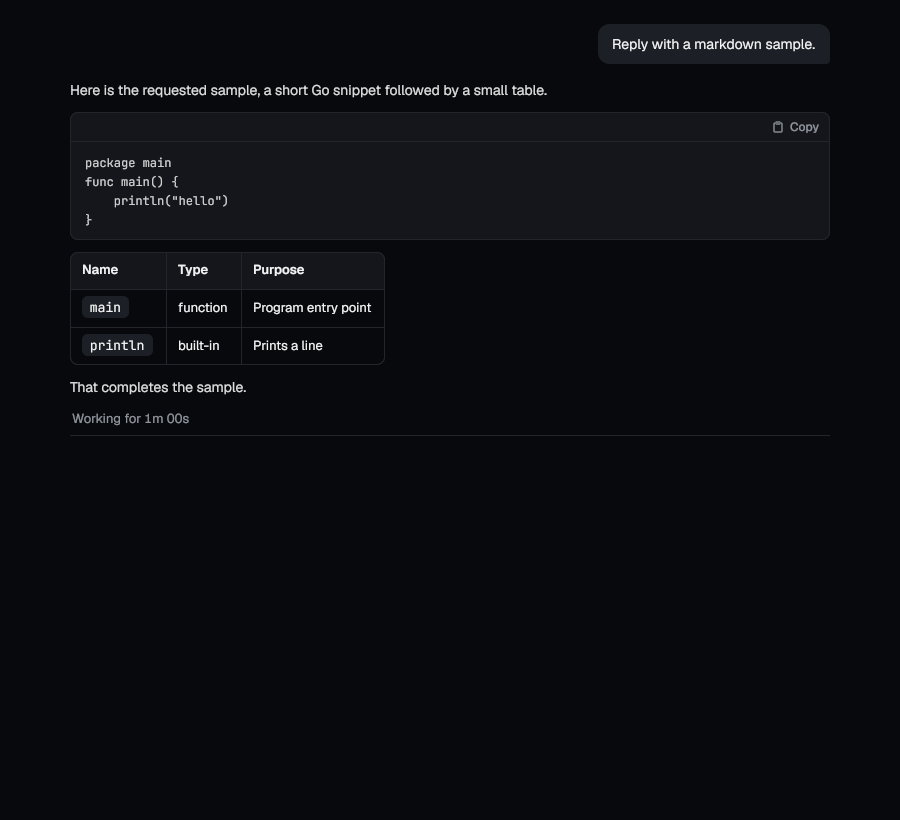 Reply with a markdown sample.
Here is the requested sample, a short Go snippet followed by a small table.
Copy
package main
func main() {
    println("hello")
}
Name Type Purpose
main function Program entry point
println built-in Prints a line
That completes the sample.
Working for 1m 00s